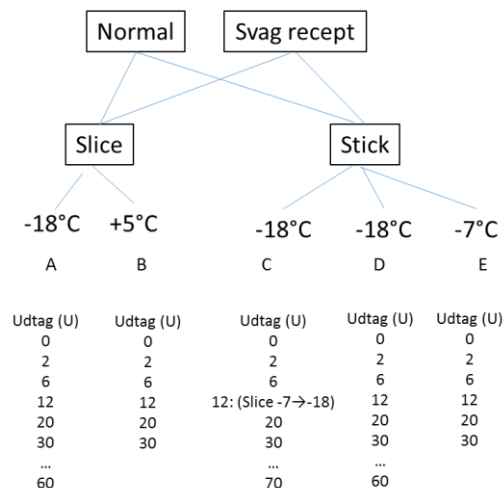 Normal Svag recept
Slice Stick
-18°C +5°C -18°C -18°C -7°C
A B C D E
Udtag (U) Udtag (U) Udtag (U) Udtag (U) Udtag (U)
0 0 0 0 0
2 2 2 2 2
6 6 6 6 6
12 12 12: (Slice -7→-18) 12 12
20 20 20 20 20
30 30 30 30 30
... ... ...
60 70 60